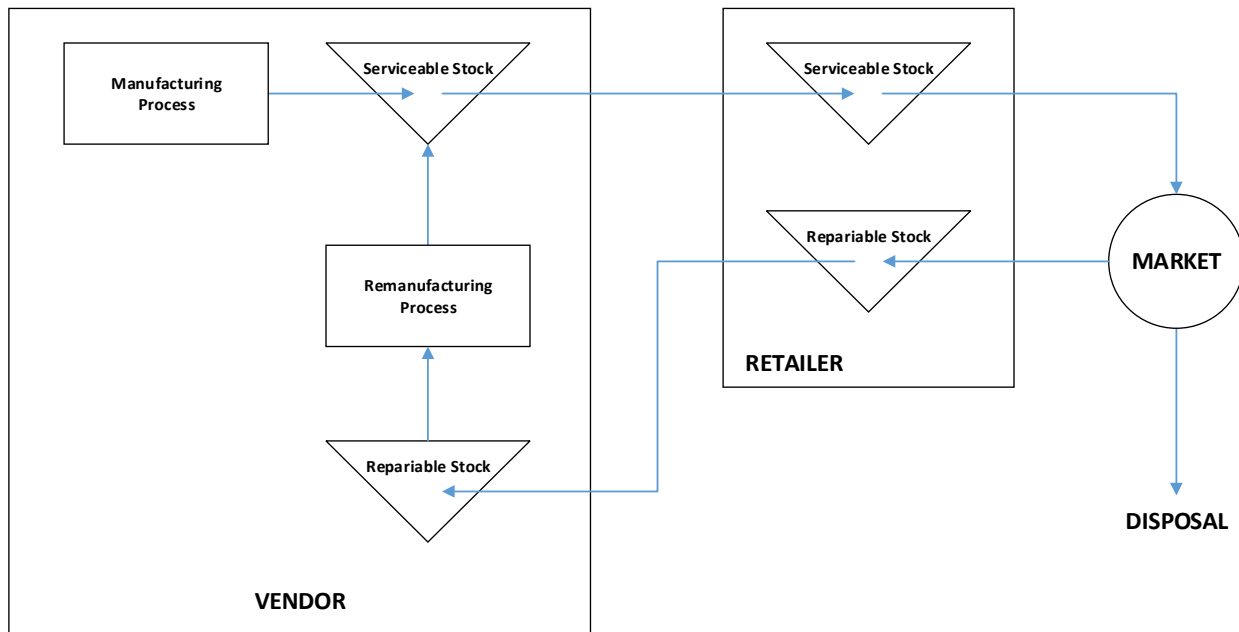 Manufacturing
Process
Serviceable Stock
Serviceable Stock
Repariable Stock
MARKET
Remanufacturing
Process
RETAILER
Repariable Stock
DISPOSAL
VENDOR